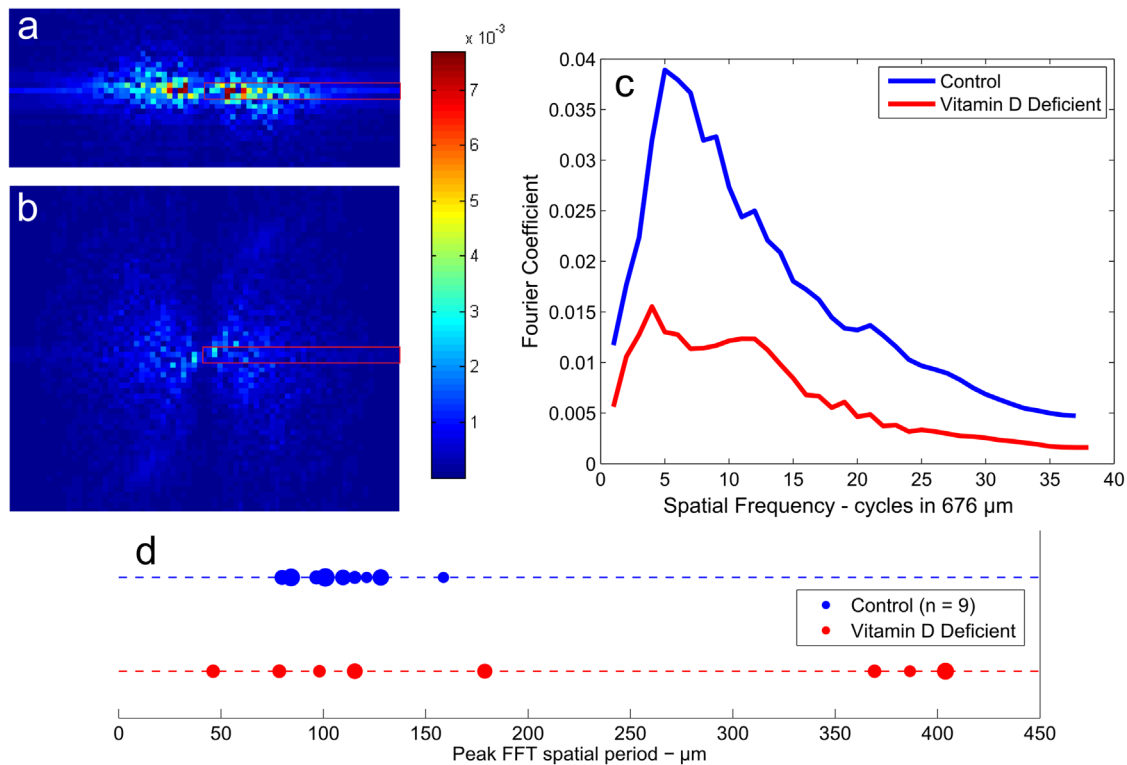 a
b
x 10⁻³
7
6
5
4
3
2
1
c
Control
Vitamin D Deficient
Fourier Coefficient
0.04
0.035
0.03
0.025
0.02
0.015
0.01
0.005
0
0 5 10 15 20 25 30 35 40
Spatial Frequency - cycles in 676 µm
d
Control (n = 9)
Vitamin D Deficient
0 50 100 150 200 250 300 350 400 450
Peak FFT spatial period − µm